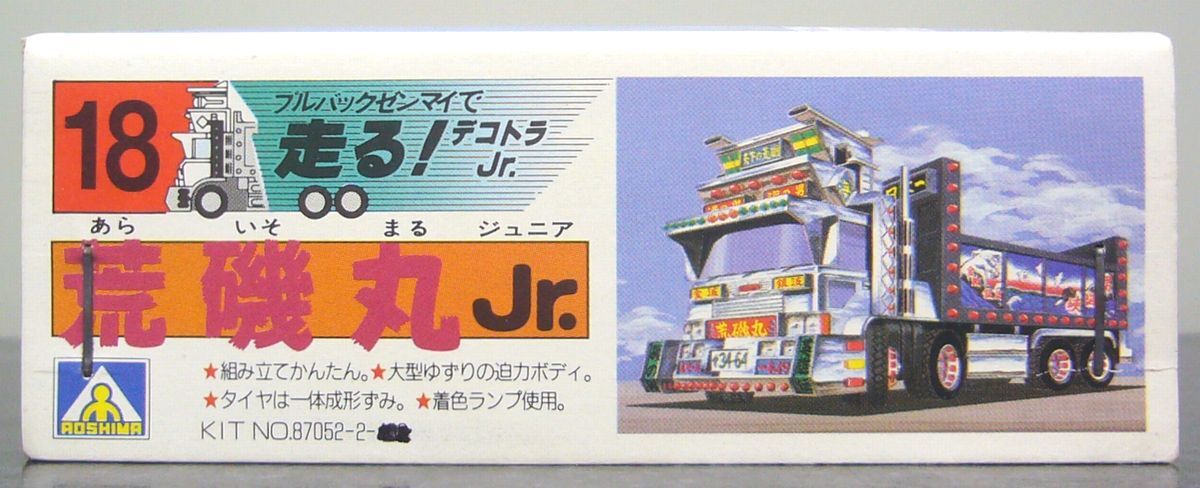 18
プルバックゼンマイで
走る!デコトラJr.
あら いそ まる ジュニア
荒磯丸Jr.
★組み立てかんたん。★大型ゆずりの迫力ボディ。
★タイヤは一体成形ずみ。★着色ランプ使用。
KIT NO.87052-2-
AOSHIMA
荒磯丸
34-64